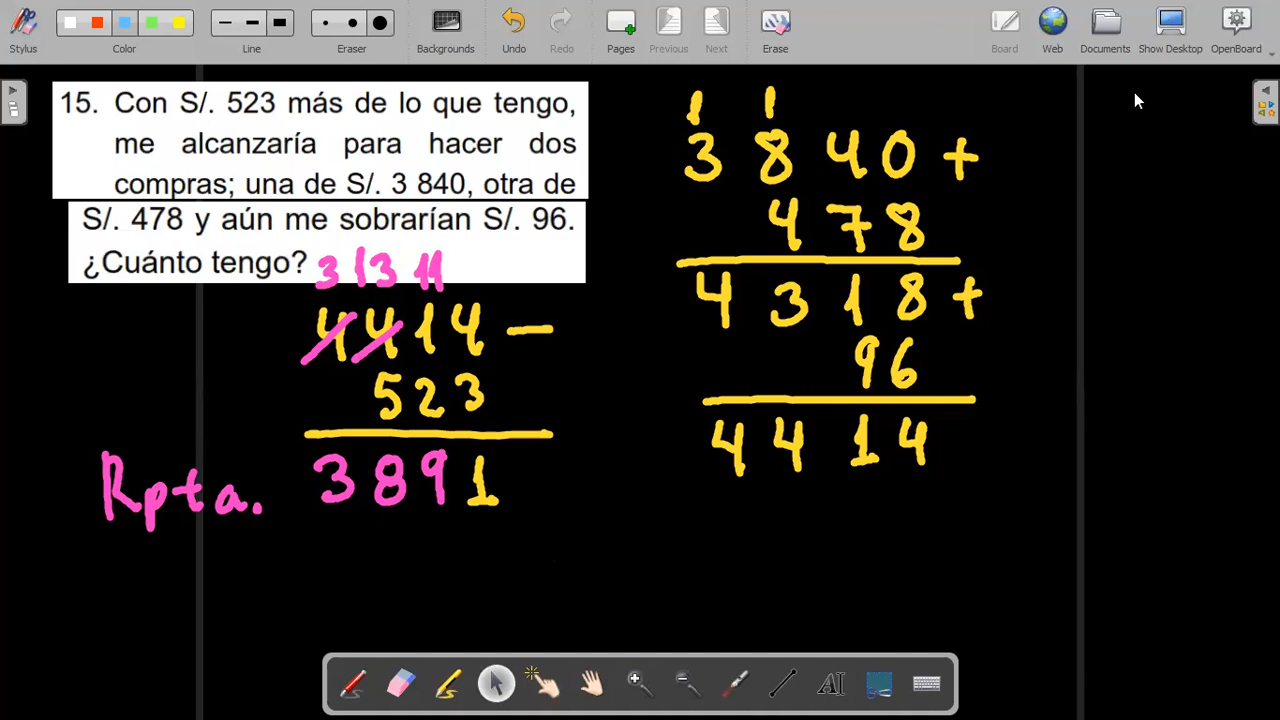 Stylus
Color
Line
Eraser
Backgrounds
Undo
Redo
Pages
Previous
Next
Erase
Board
Web
Documents
Show Desktop
OpenBoard
15. Con S/. 523 más de lo que tengo,
me alcanzaría para hacer dos
compras; una de S/. 3 840, otra de
S/. 478 y aún me sobrarían S/. 96.
¿Cuánto tengo?
3 13 11
4414 -
523
Rpta. 3891
1 1
3840 +
478
4318 +
96
4414
AI